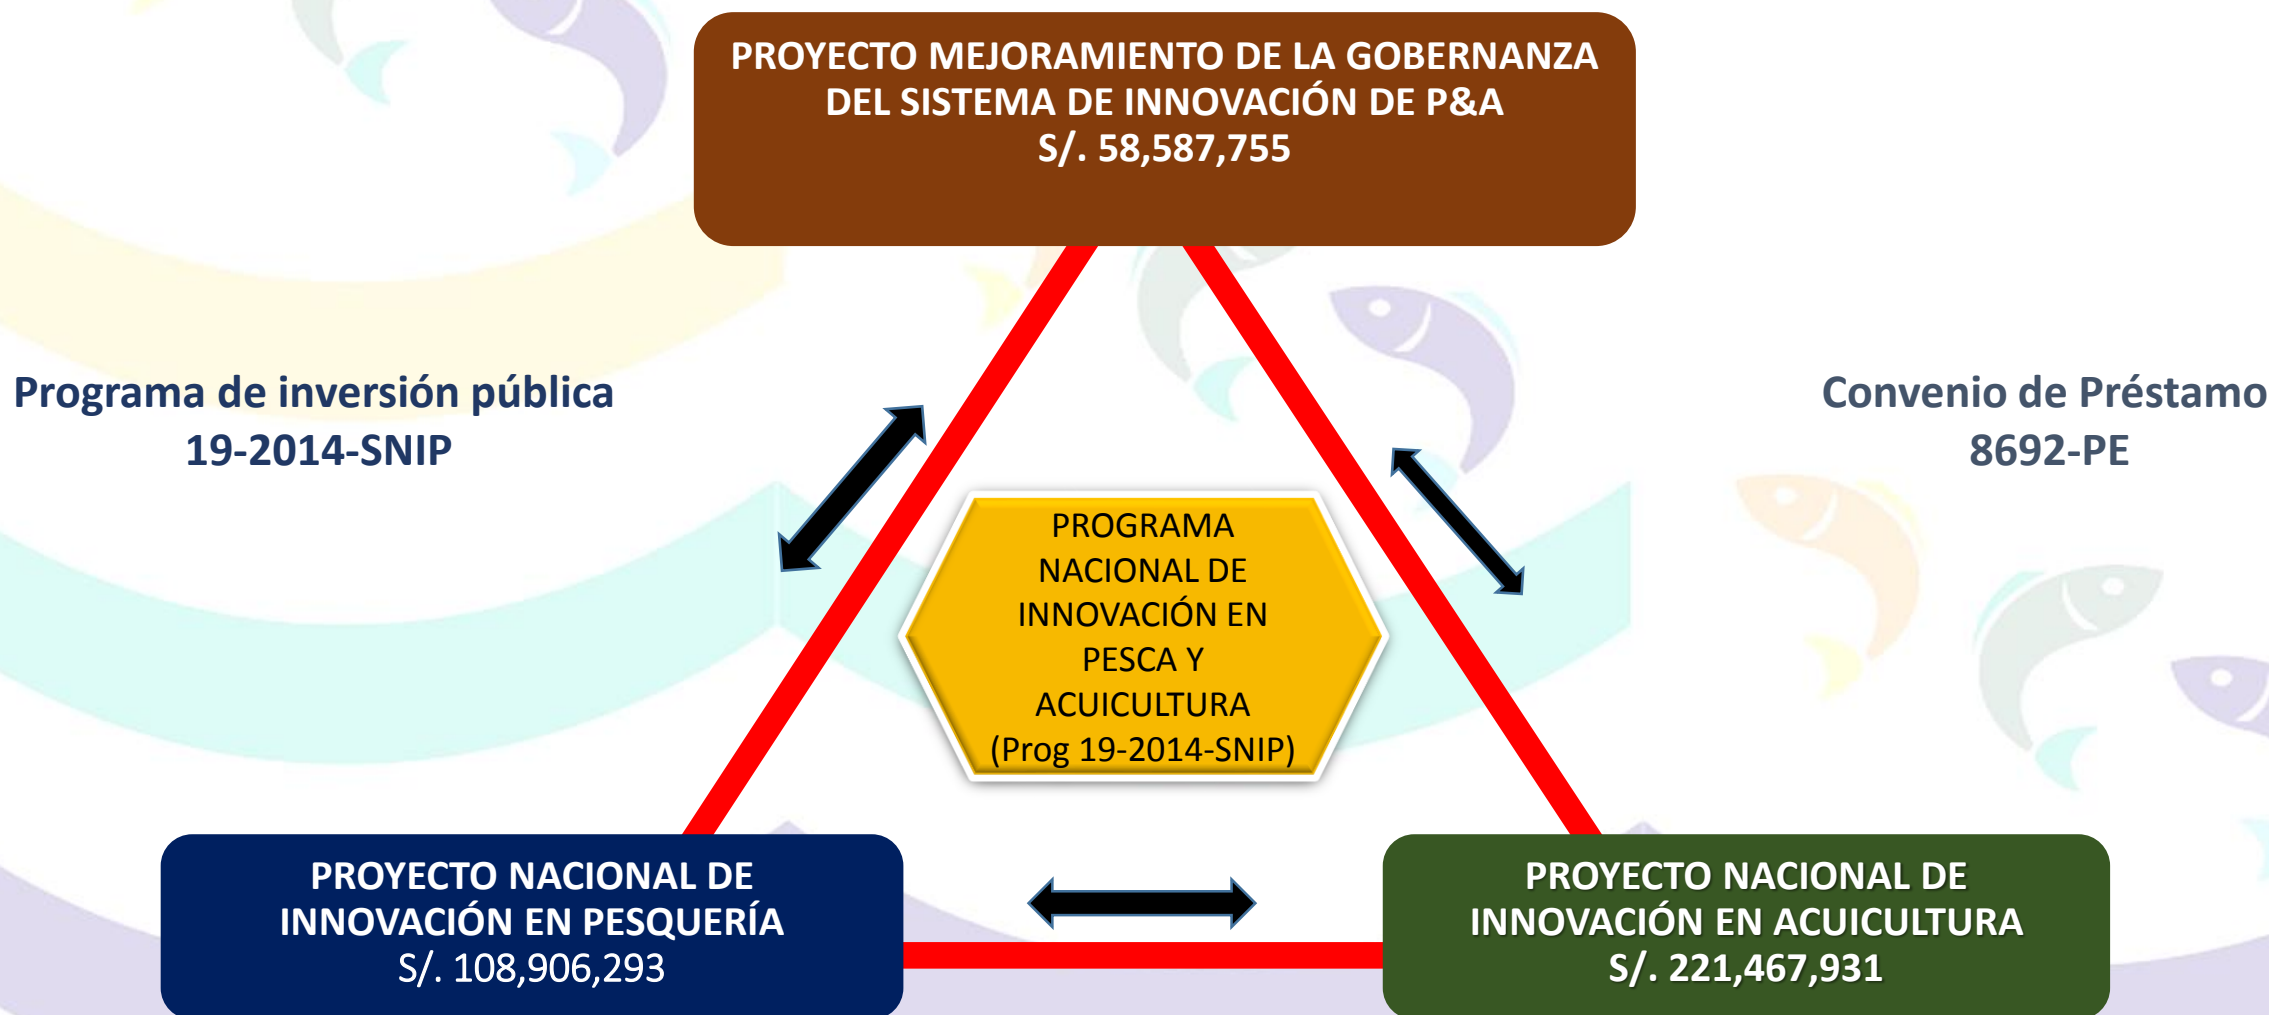 PROYECTO MEJORAMIENTO DE LA GOBERNANZA
DEL SISTEMA DE INNOVACIÓN DE P&A
S/. 58,587,755
Programa de inversión pública
19-2014-SNIP
Convenio de Préstamo
8692-PE
PROGRAMA
NACIONAL DE
INNOVACIÓN EN
PESCA Y
ACUICULTURA
(Prog 19-2014-SNIP)
PROYECTO NACIONAL DE
INNOVACIÓN EN PESQUERÍA
S/. 108,906,293
PROYECTO NACIONAL DE
INNOVACIÓN EN ACUICULTURA
S/. 221,467,931